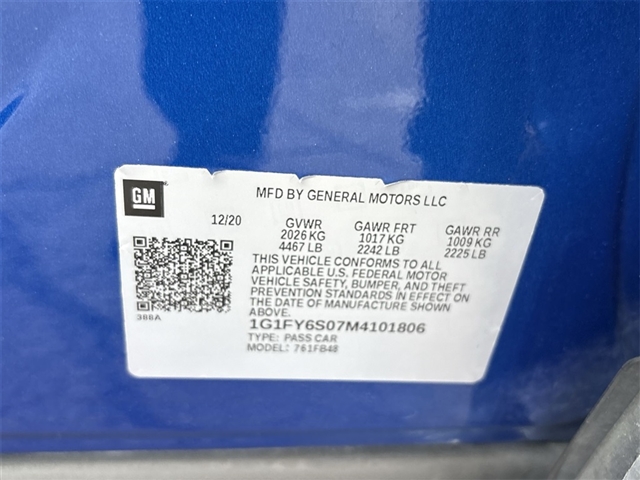 GM
MFD BY GENERAL MOTORS LLC
12/20 GVWR GAWR FRT GAWR RR
2026 KG 1017 KG 1009 KG
4467 LB 2242 LB 2225 LB
THIS VEHICLE CONFORMS TO ALL
APPLICABLE U.S. FEDERAL MOTOR
VEHICLE SAFETY, BUMPER, AND THEFT
PREVENTION STANDARDS IN EFFECT ON
THE DATE OF MANUFACTURE SHOWN
ABOVE.
38BA
1G1FY6S07M4101806
TYPE: PASS CAR
MODEL: 761FB48